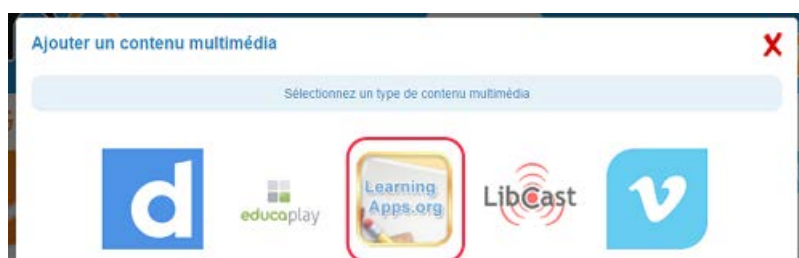 Ajouter un contenu multimédia
X
Sélectionnez un type de contenu multimédia
d
educaplay
Learning
Apps.org
LibCast
v